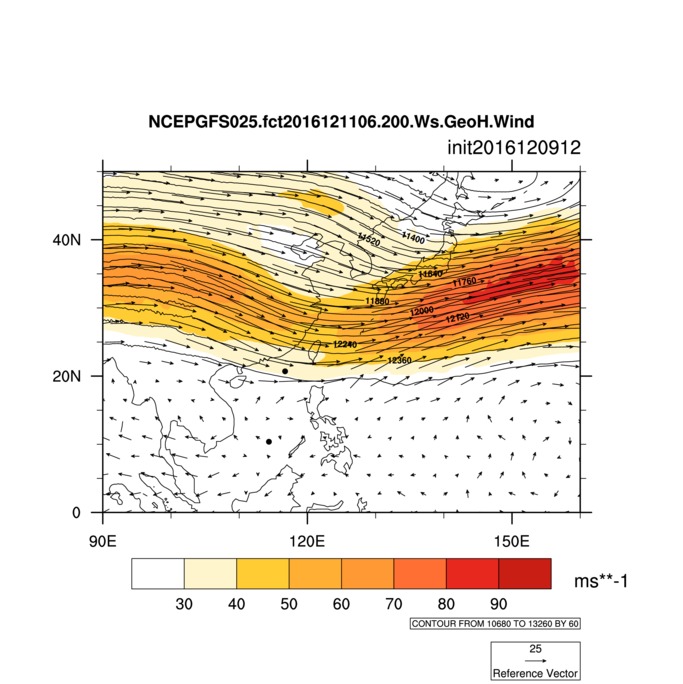 NCEPGFS025.fct2016121106.200.Ws.GeoH.Wind
init2016120912
11520
11400
40N
11640
11760
11880
12000
12120
12240
12360
20N
0
90E 120E 150E
ms**-1
30 40 50 60 70 80 90
CONTOUR FROM 10680 TO 13260 BY 60
25
Reference Vector